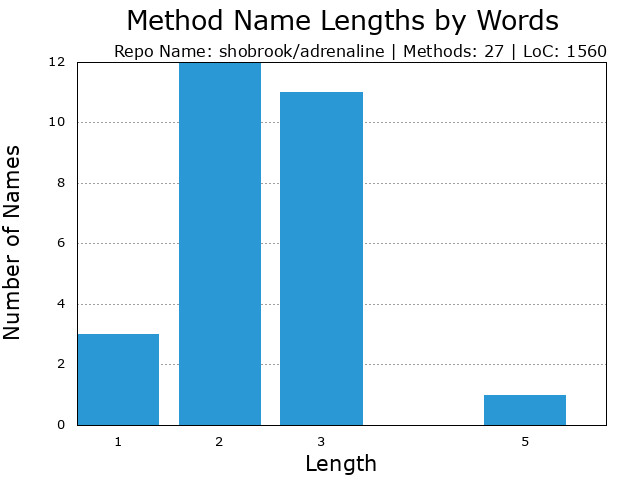 Method Name Lengths by Words
Repo Name: shobrook/adrenaline | Methods: 27 | LoC: 1560
Number of Names
12
10
8
6
4
2
0
1 2 3 5
Length